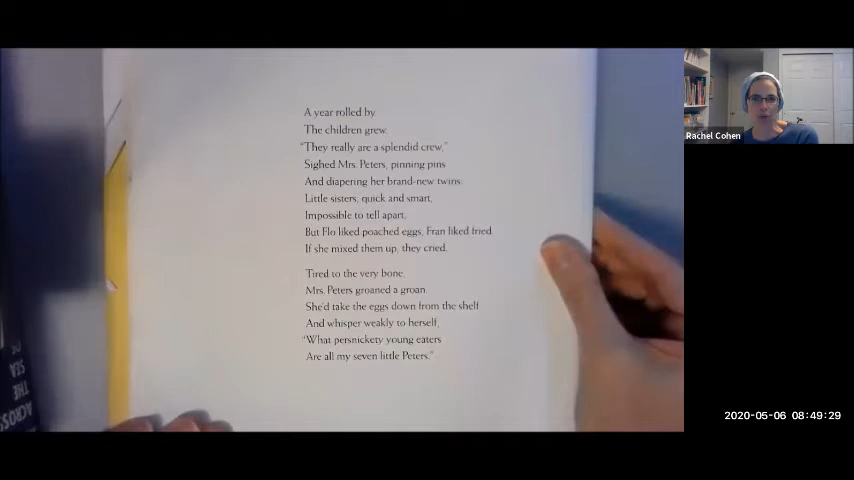 A year rolled by.
The children grew.
"They really are a splendid crew,"
Sighed Mrs. Peters, pinning pins
And diapering her brand-new twins:
Little sisters, quick and smart,
Impossible to tell apart.
But Flo liked poached eggs, Fran liked fried.
If she mixed them up, they cried.
Tired to the very bone,
Mrs. Peters groaned a groan.
She'd take the eggs down from the shelf
And whisper weakly to herself,
"What persnickety young eaters
Are all my seven little Peters."
ACROSS
THE
SEA
OF
Rachel Cohen
2020-05-06 08:49:29